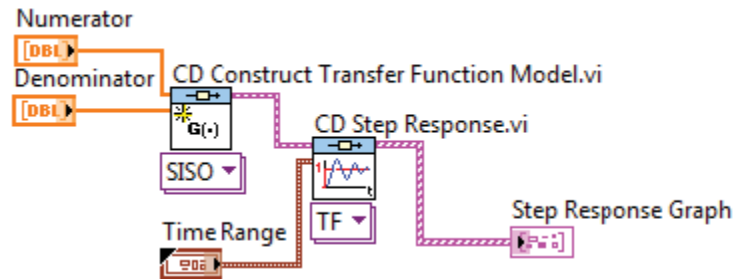 Numerator
[DBL]
Denominator
[DBL]
CD Construct Transfer Function Model.vi
G(·)
SISO
CD Step Response.vi
1
t
TF
Time Range
Step Response Graph